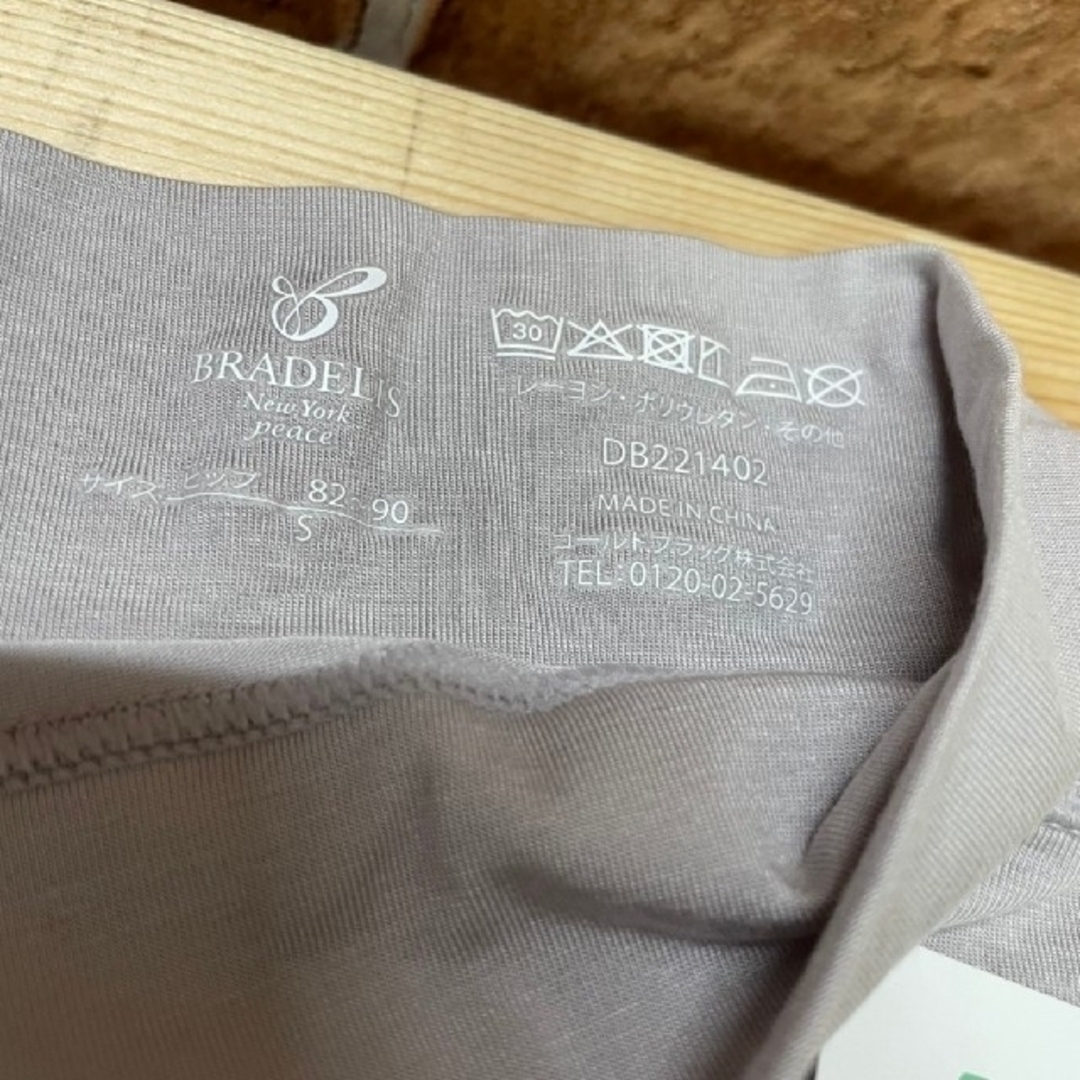 BRADELIS
New York
peace
サイズ ヒップ 82~90
S
30
レーヨン・ポリウレタン・その他
DB221402
MADE IN CHINA
ゴールドフラッグ株式会社
TEL:0120-02-5629